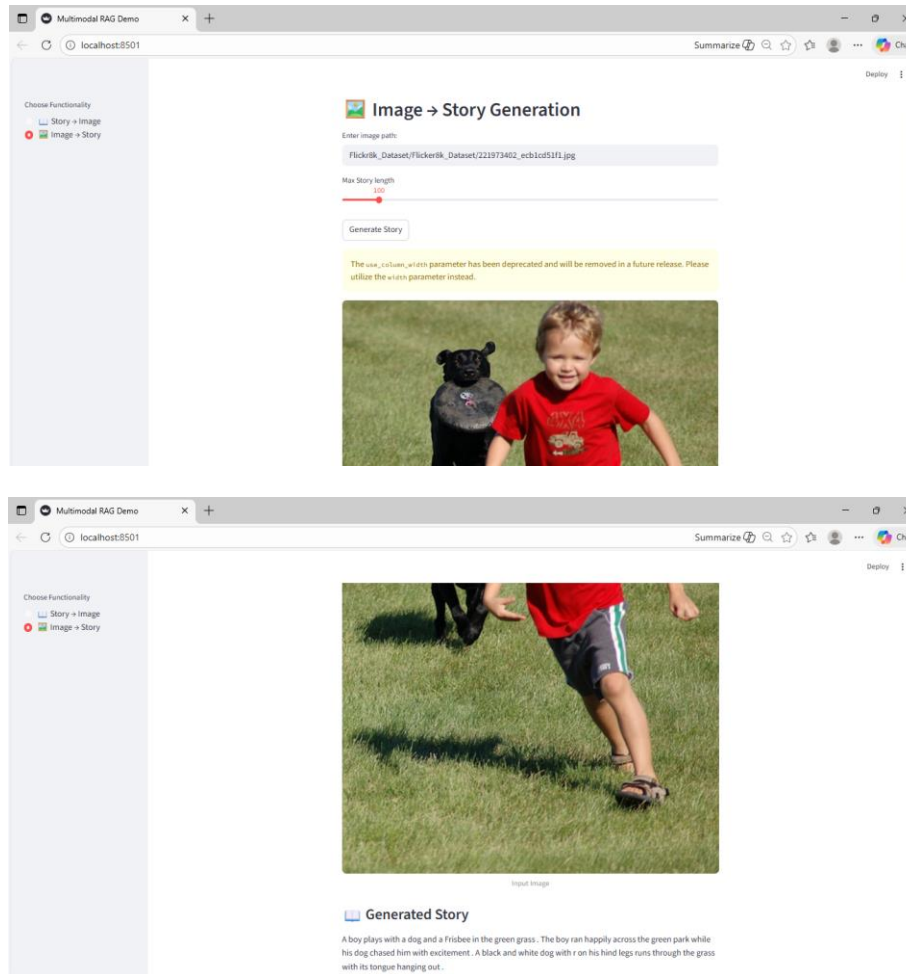 Multimodal RAG Demo
localhost:8501
Summarize
Deploy
Choose Functionality
Story → Image
Image → Story
Image → Story Generation
Enter image path:
Flickr8k_Dataset/Flicker8k_Dataset/221973402_ecb1cd51f1.jpg
Max Story length
100
Generate Story
The use_column_width parameter has been deprecated and will be removed in a future release. Please
utilize the width parameter instead.
4X4
Multimodal RAG Demo
localhost:8501
Summarize
Deploy
Choose Functionality
Story → Image
Image → Story
Input Image
Generated Story
A boy plays with a dog and a Frisbee in the green grass . The boy ran happily across the green park while
his dog chased him with excitement . A black and white dog with r on his hind legs runs through the grass
with its tongue hanging out .